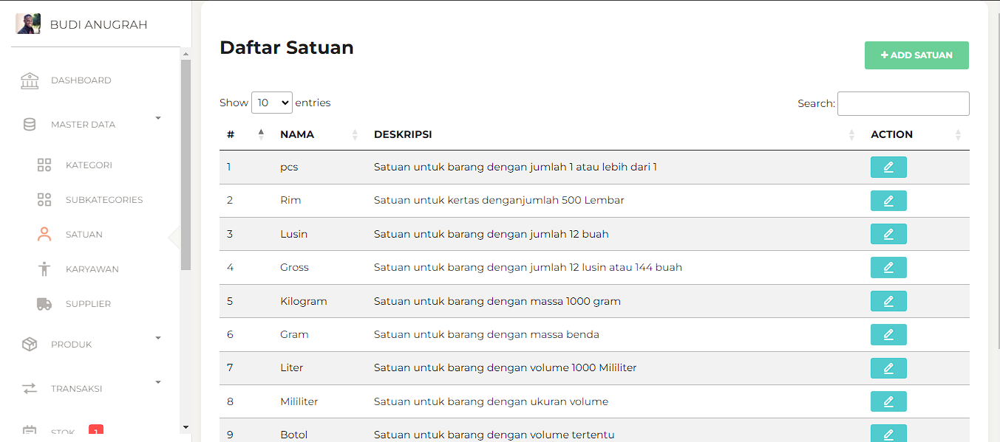 BUDI ANUGRAH
DASHBOARD
MASTER DATA
KATEGORI
SUBKATEGORIES
SATUAN
KARYAWAN
SUPPLIER
PRODUK
TRANSAKSI
STOK 1
Daftar Satuan
+ ADD SATUAN
Show 10 entries
Search:
# NAMA DESKRIPSI ACTION
1 pcs Satuan untuk barang dengan jumlah 1 atau lebih dari 1
2 Rim Satuan untuk kertas denganjumlah 500 Lembar
3 Lusin Satuan untuk barang dengan jumlah 12 buah
4 Gross Satuan untuk barang dengan jumlah 12 lusin atau 144 buah
5 Kilogram Satuan untuk barang dengan massa 1000 gram
6 Gram Satuan untuk barang dengan massa benda
7 Liter Satuan untuk barang dengan volume 1000 Mililiter
8 Mililiter Satuan untuk barang dengan ukuran volume
9 Botol Satuan untuk barang dengan volume tertentu